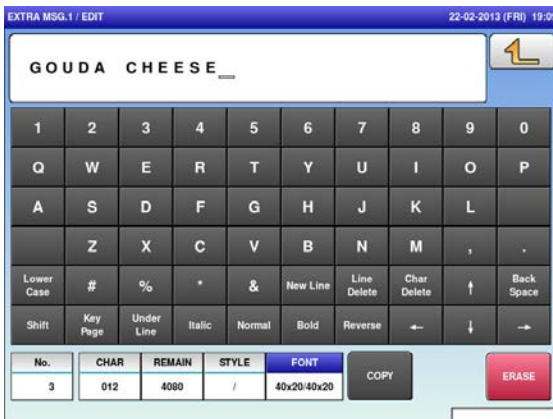 EXTRA MSG.1 / EDIT 22-02-2013 (FRI) 19:09
GOUDA CHEESE_
1 2 3 4 5 6 7 8 9 0
Q W E R T Y U I O P
A S D F G H J K L
Z X C V B N M , .
Lower Case # % * & New Line Line Delete Char Delete ↑ Back Space
Shift Key Page Under Line Italic Normal Bold Reverse ← ↓ →
No. CHAR REMAIN STYLE FONT COPY ERASE
3 012 4080 / 40x20/40x20